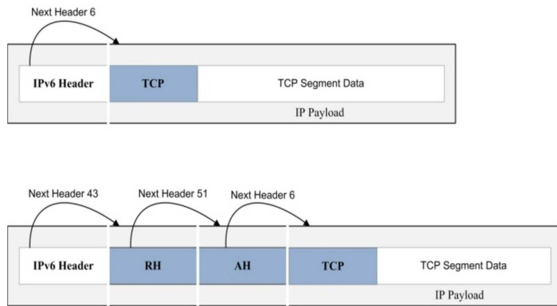 Next Header 6
IPv6 Header TCP TCP Segment Data
IP Payload
Next Header 43 Next Header 51 Next Header 6
IPv6 Header RH AH TCP TCP Segment Data
IP Payload